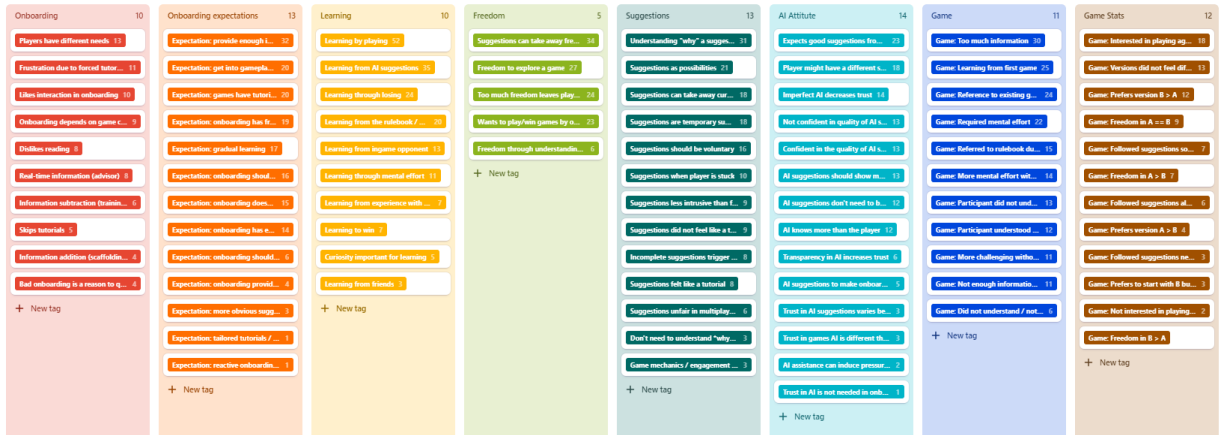 Onboarding 10
Players have different needs 13
Frustration due to forced tutor... 11
Likes interaction in onboarding 10
Onboarding depends on game c... 9
Dislikes reading 8
Real-time information (advisor) 8
Information subtraction (trainin... 6
Skips tutorials 5
Information addition (scaffoldin... 4
Bad onboarding is a reason to q... 4
+ New tag
Onboarding expectations 13
Expectation: provide enough i... 32
Expectation: get into gamepla... 20
Expectation: games have tutori... 20
Expectation: onboarding has fr... 19
Expectation: gradual learning 17
Expectation: onboarding shoul... 16
Expectation: onboarding does... 15
Expectation: onboarding has e... 14
Expectation: onboarding should... 6
Expectation: onboarding provid... 4
Expectation: more obvious sugg... 3
Expectation: tailored tutorials / ... 1
Expectation: reactive onboardin... 1
+ New tag
Learning 10
Learning by playing 52
Learning from AI suggestions 35
Learning through losing 24
Learning from the rulebook / ... 20
Learning from ingame opponent 13
Learning through mental effort 11
Learning from experience with ... 7
Learning to win 7
Curiosity important for learning 5
Learning from friends 3
+ New tag
Freedom 5
Suggestions can take away fre... 34
Freedom to explore a game 27
Too much freedom leaves play... 24
Wants to play/win games by o... 23
Freedom through understandin... 6
+ New tag
Suggestions 13
Understanding "why" a sugges... 31
Suggestions as possibilities 21
Suggestions can take away cur... 18
Suggestions are temporary su... 18
Suggestions should be voluntary 16
Suggestions when player is stuck 10
Suggestions less intrusive than f... 9
Suggestions did not feel like a t... 9
Incomplete suggestions trigger ... 8
Suggestions felt like a tutorial 8
Suggestions unfair in multiplay... 6
Don't need to understand "why... 3
Game mechanics / engagement ... 3
+ New tag
AI Attitute 14
Expects good suggestions fro... 23
Player might have a different s... 18
Imperfect AI decreases trust 14
Not confident in quality of AI s... 13
Confident in the quality of AI s... 13
AI suggestions should show m... 13
AI suggestions don't need to b... 12
AI knows more than the player 12
Transparency in AI increases trust 6
AI suggestions to make onboar... 5
Trust in AI suggestions varies be... 3
Trust in games AI is different th... 3
AI assistance can induce pressur... 2
Trust in AI is not needed in onb... 1
+ New tag
Game 11
Game: Too much information 30
Game: Learning from first game 25
Game: Reference to existing g... 24
Game: Required mental effort 22
Game: Referred to rulebook du... 15
Game: More mental effort wit... 14
Game: Participant did not und... 13
Game: Participant understood ... 12
Game: More challenging witho... 11
Game: Not enough informatio... 11
Game: Did not understand / not... 6
+ New tag
Game Stats 12
Game: Interested in playing ag... 18
Game: Versions did not feel dif... 13
Game: Prefers version B > A 12
Game: Freedom in A == B 9
Game: Followed suggestions so... 7
Game: Freedom in A > B 7
Game: Followed suggestions al... 6
Game: Prefers version A > B 4
Game: Followed suggestions ne... 3
Game: Prefers to start with B bu... 3
Game: Not interested in playing... 2
Game: Freedom in B > A
+ New tag